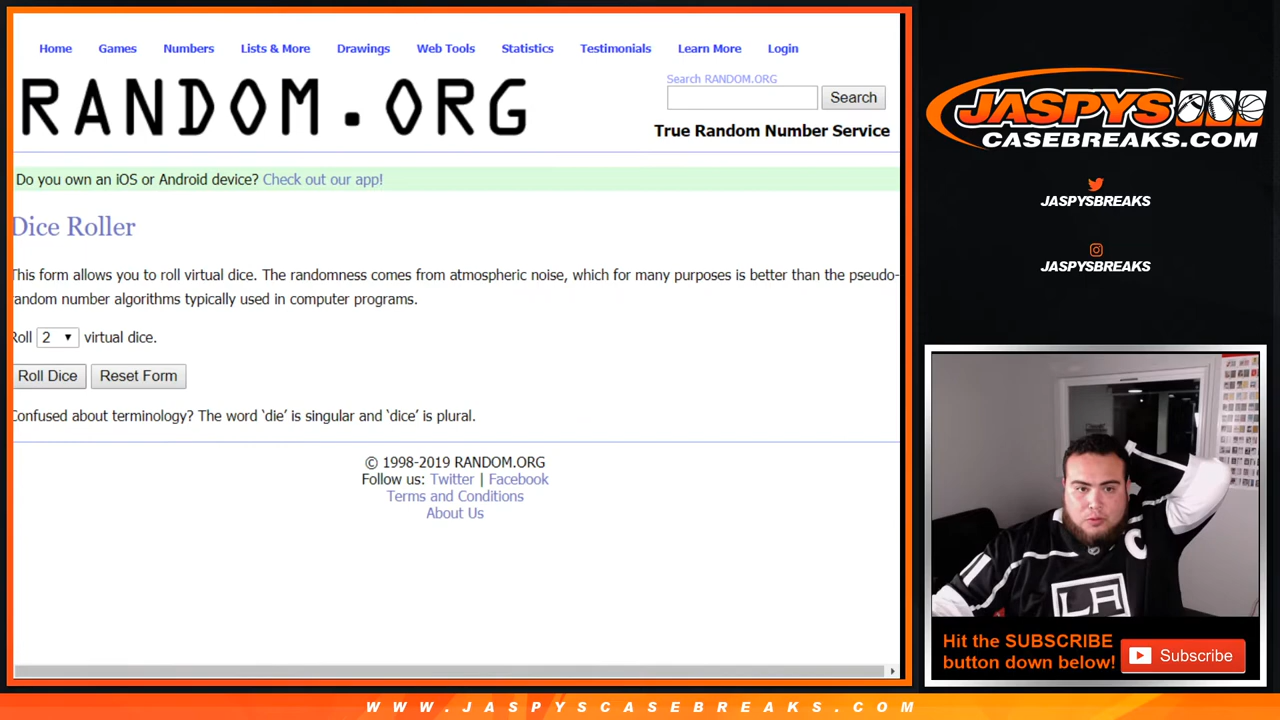 Home Games Numbers Lists & More Drawings Web Tools Statistics Testimonials Learn More Login
RANDOM.ORG
Search RANDOM.ORG
Search
True Random Number Service
Do you own an iOS or Android device? Check out our app!
Dice Roller
This form allows you to roll virtual dice. The randomness comes from atmospheric noise, which for many purposes is better than the pseudo-
random number algorithms typically used in computer programs.
Roll 2 virtual dice.
Roll Dice Reset Form
Confused about terminology? The word ‘die’ is singular and ‘dice’ is plural.
© 1998-2019 RANDOM.ORG
Follow us: Twitter | Facebook
Terms and Conditions
About Us
JASPYS
CASEBREAKS.COM
JASPYSBREAKS
JASPYSBREAKS
C
LA
Hit the SUBSCRIBE
button down below!
Subscribe
WWW.JASPYSCASEBREAKS.COM